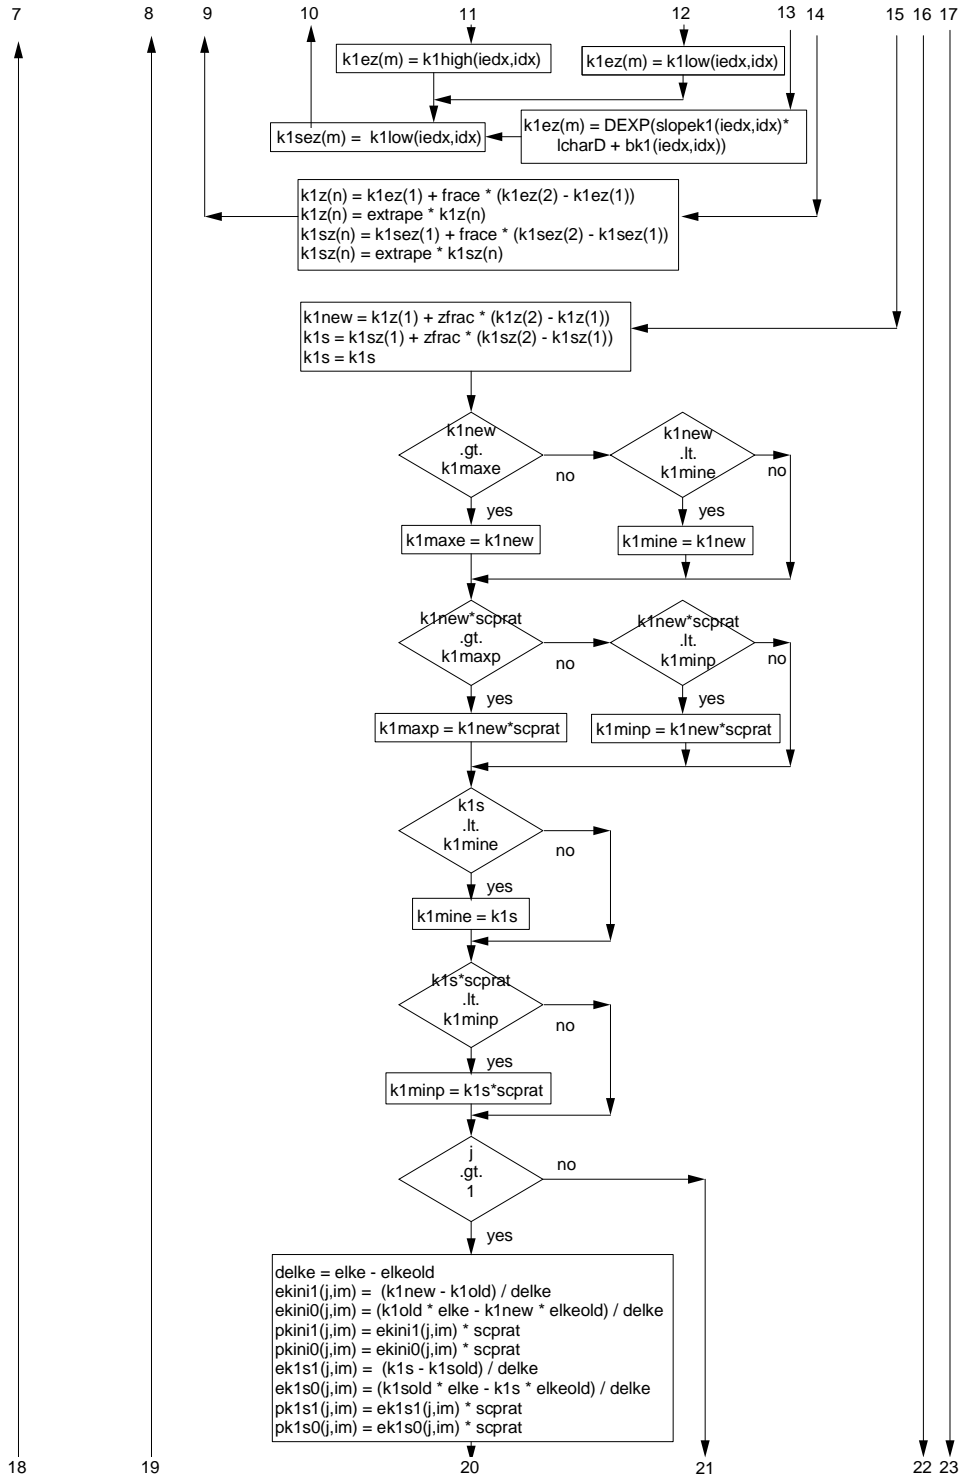 7 8 9 10 11 12 13 14 15 16 17
k1ez(m) = k1high(iedx,idx)
k1ez(m) = k1low(iedx,idx)
k1sez(m) = k1low(iedx,idx)
k1ez(m) = DEXP(slopek1(iedx,idx)*
lcharD + bk1(iedx,idx))
k1z(n) = k1ez(1) + frace * (k1ez(2) - k1ez(1))
k1z(n) = extrape * k1z(n)
k1sz(n) = k1sez(1) + frace * (k1sez(2) - k1sez(1))
k1sz(n) = extrape * k1sz(n)
k1new = k1z(1) + zfrac * (k1z(2) - k1z(1))
k1s = k1sz(1) + zfrac * (k1sz(2) - k1sz(1))
k1s = k1s
k1new
.gt.
k1maxe
no
k1new
.lt.
k1mine
no
yes
yes
k1maxe = k1new
k1mine = k1new
k1new*scprat
.gt.
k1maxp
no
k1new*scprat
.lt.
k1minp
no
yes
yes
k1maxp = k1new*scprat
k1minp = k1new*scprat
k1s
.lt.
k1mine
no
yes
k1mine = k1s
k1s*scprat
.lt.
k1minp
no
yes
k1minp = k1s*scprat
j
.gt.
1
no
yes
delke = elke - elkeold
ekini1(j,im) = (k1new - k1old) / delke
ekini0(j,im) = (k1old * elke - k1new * elkeold) / delke
pkini1(j,im) = ekini1(j,im) * scprat
pkini0(j,im) = ekini0(j,im) * scprat
ek1s1(j,im) = (k1s - k1sold) / delke
ek1s0(j,im) = (k1sold * elke - k1s * elkeold) / delke
pk1s1(j,im) = ek1s1(j,im) * scprat
pk1s0(j,im) = ek1s0(j,im) * scprat
18 19 20 21 22 23